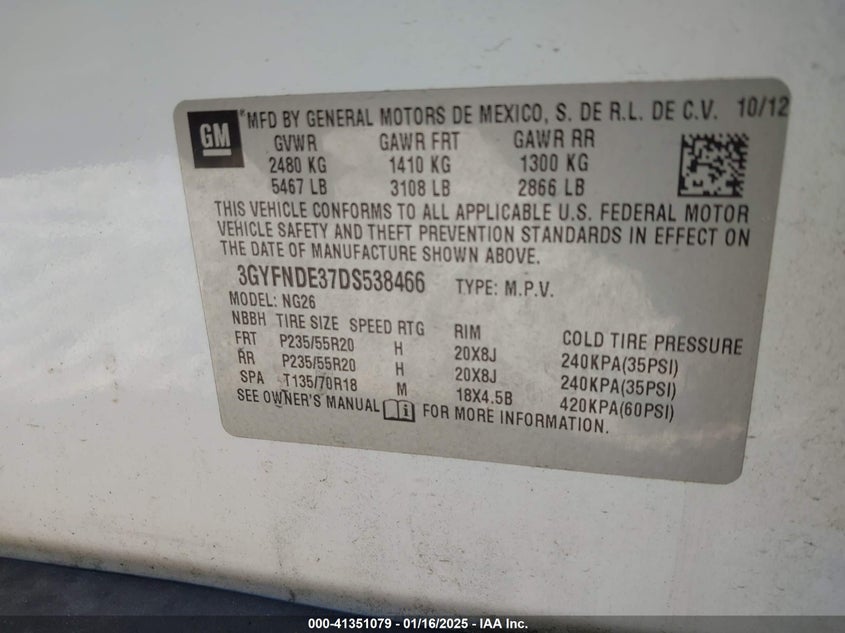 GM
*MFD BY GENERAL MOTORS DE MEXICO, S. DE R.L. DE C.V. 10/12
GVWR GAWR FRT GAWR RR
2480 KG 1410 KG 1300 KG
5467 LB 3108 LB 2866 LB
THIS VEHICLE CONFORMS TO ALL APPLICABLE U.S. FEDERAL MOTOR
VEHICLE SAFETY AND THEFT PREVENTION STANDARDS IN EFFECT ON
THE DATE OF MANUFACTURE SHOWN ABOVE.
3GYFNDE37DS538466 TYPE: M.P.V.
MODEL: NG26
NBBH TIRE SIZE SPEED RTG RIM COLD TIRE PRESSURE
FRT P235/55R20 H 20X8J 240KPA(35PSI)
RR P235/55R20 H 20X8J 240KPA(35PSI)
SPA T135/70R18 M 18X4.5B 420KPA(60PSI)
SEE OWNER'S MANUAL FOR MORE INFORMATION.
000-41351079 - 01/16/2025 - IAA Inc.